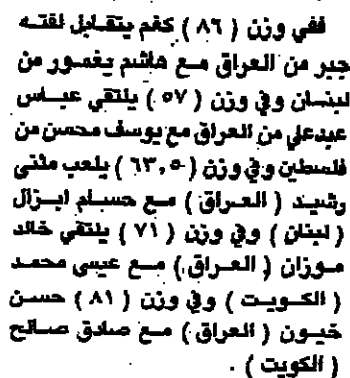 ففي وزن ( ٨٦ ) كغم يتقابل لفته
جبر من العراق مع هاشم يغمور من
لبنان وفي وزن ( ٥٧ ) يلتقي عباس
عبدعلي من العراق مع يوسف محسن من
فلسطين وفي وزن ( ٦٣,٥ ) يلعب مثنى
رشيد ( العراق ) مع حسام ابزال
( لبنان ) وفي وزن ( ٧١ ) يلتقي خالد
موزان ( العراق ) مع عيسى محمد
( الكويت ) وفي وزن ( ٨١ ) حسن
خيون ( العراق ) مع صادق صالح
( الكويت ) .